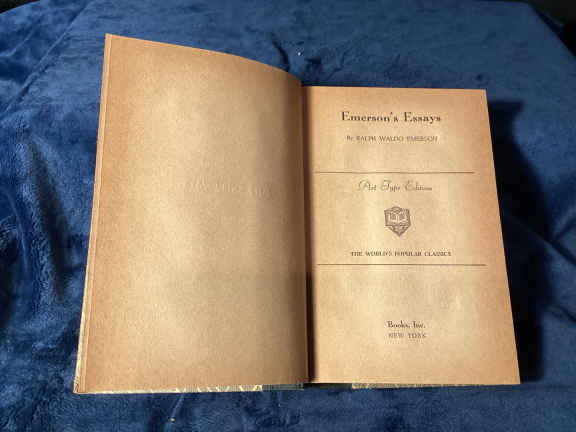 Emerson's Essays
By RALPH WALDO EMERSON
Art Type Edition
THE WORLD'S POPULAR CLASSICS
Books, Inc.
NEW YORK